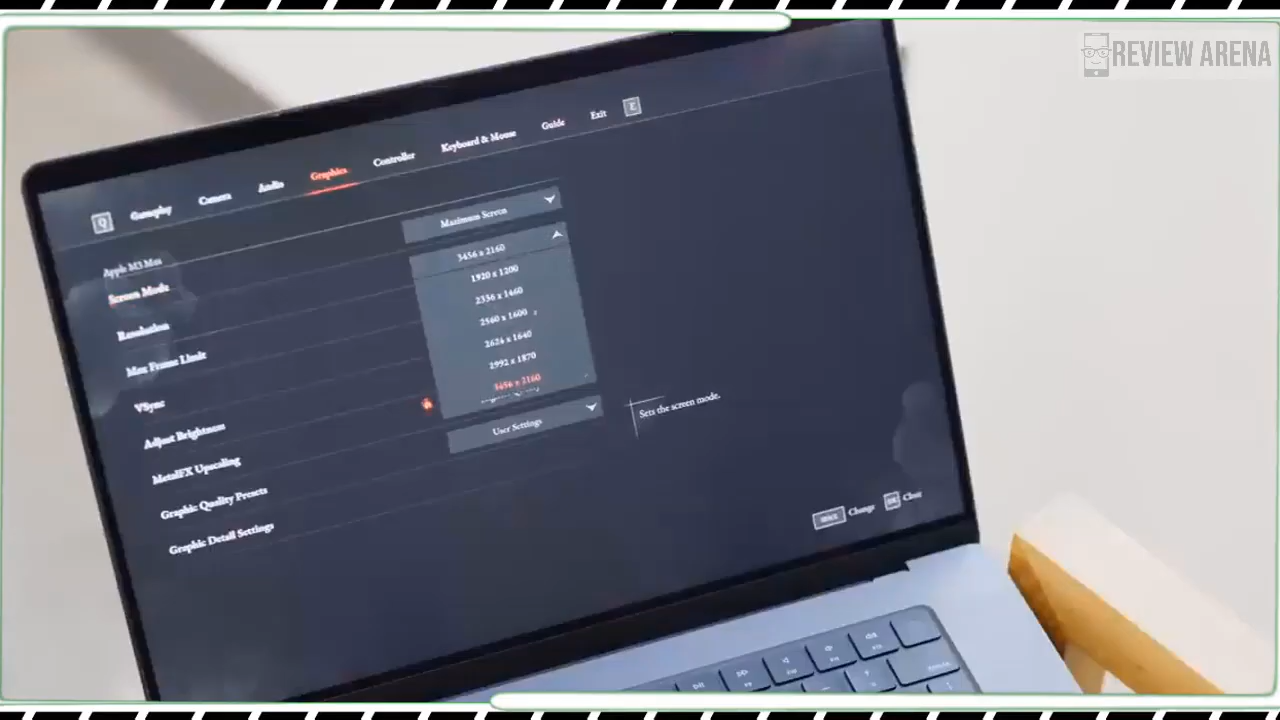 REVIEW ARENA
Q Gameplay Camera Audio Graphics Controller Keyboard & Mouse Guide Exit E
Apple M3 Max
Screen Mode
Maximum Screen
Resolution
3456 x 2160
1920 x 1200
2336 x 1460
2560 x 1600
2624 x 1640
2992 x 1870
3456 x 2160
Max Frame Limit
VSync
Adjust Brightness
MetalFX Upscaling
Graphic Quality Presets
User Settings
Graphic Detail Settings
Sets the screen mode.
Change
Close